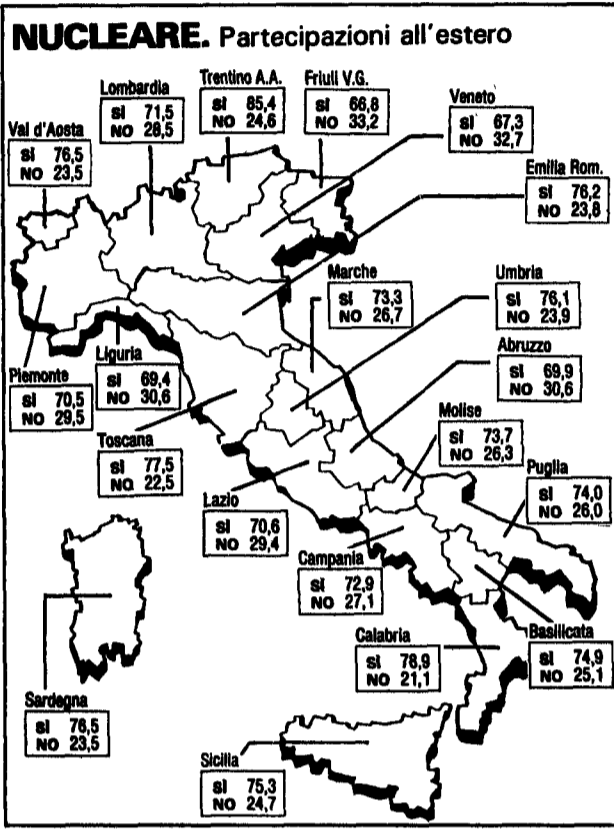 NUCLEARE. Partecipazioni all'estero
Trentino A.A.
SI 85,4
NO 24,6
Friuli V.G.
SI 66,8
NO 33,2
Lombardia
SI 71,5
NO 28,5
Veneto
SI 67,3
NO 32,7
Val d'Aosta
SI 76,5
NO 23,5
Emilia Rom.
SI 76,2
NO 23,8
Marche
SI 73,3
NO 26,7
Umbria
SI 76,1
NO 23,9
Liguria
SI 69,4
NO 30,6
Abruzzo
SI 69,9
NO 30,6
Piemonte
SI 70,5
NO 29,5
Molise
SI 73,7
NO 26,3
Toscana
SI 77,5
NO 22,5
Puglia
SI 74,0
NO 26,0
Lazio
SI 70,6
NO 29,4
Campania
SI 72,9
NO 27,1
Basilicata
SI 74,9
NO 25,1
Calabria
SI 78,9
NO 21,1
Sardegna
SI 76,5
NO 23,5
Sicilia
SI 75,3
NO 24,7